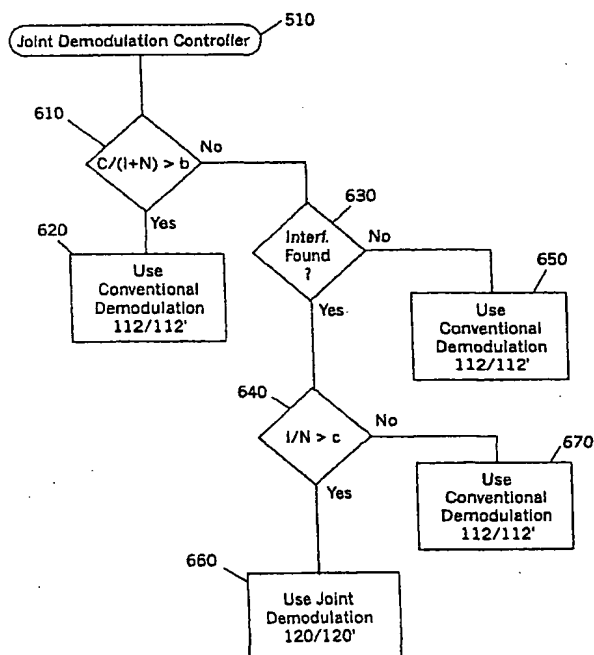 510
Joint Demodulation Controller
610
C/(I+N) > b
No
Yes
620
Use
Conventional
Demodulation
112/112'
630
Interf.
Found
?
No
Yes
650
Use
Conventional
Demodulation
112/112'
640
I/N > c
No
Yes
670
Use
Conventional
Demodulation
112/112'
660
Use Joint
Demodulation
120/120'